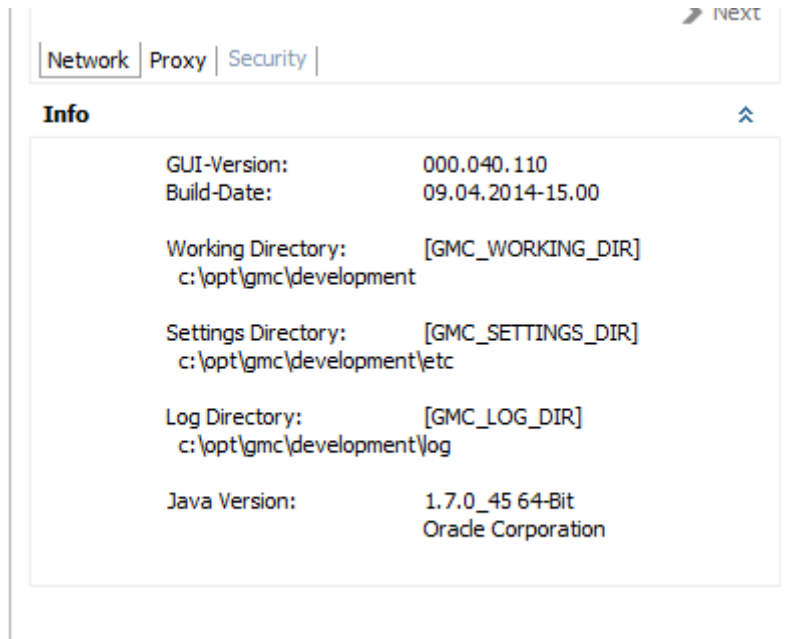 Next
Network Proxy Security
Info
GUI-Version: 000.040.110
Build-Date: 09.04.2014-15.00
Working Directory: [GMC_WORKING_DIR]
c:\opt\gmc\development
Settings Directory: [GMC_SETTINGS_DIR]
c:\opt\gmc\development\etc
Log Directory: [GMC_LOG_DIR]
c:\opt\gmc\development\log
Java Version: 1.7.0_45 64-Bit
Oracle Corporation